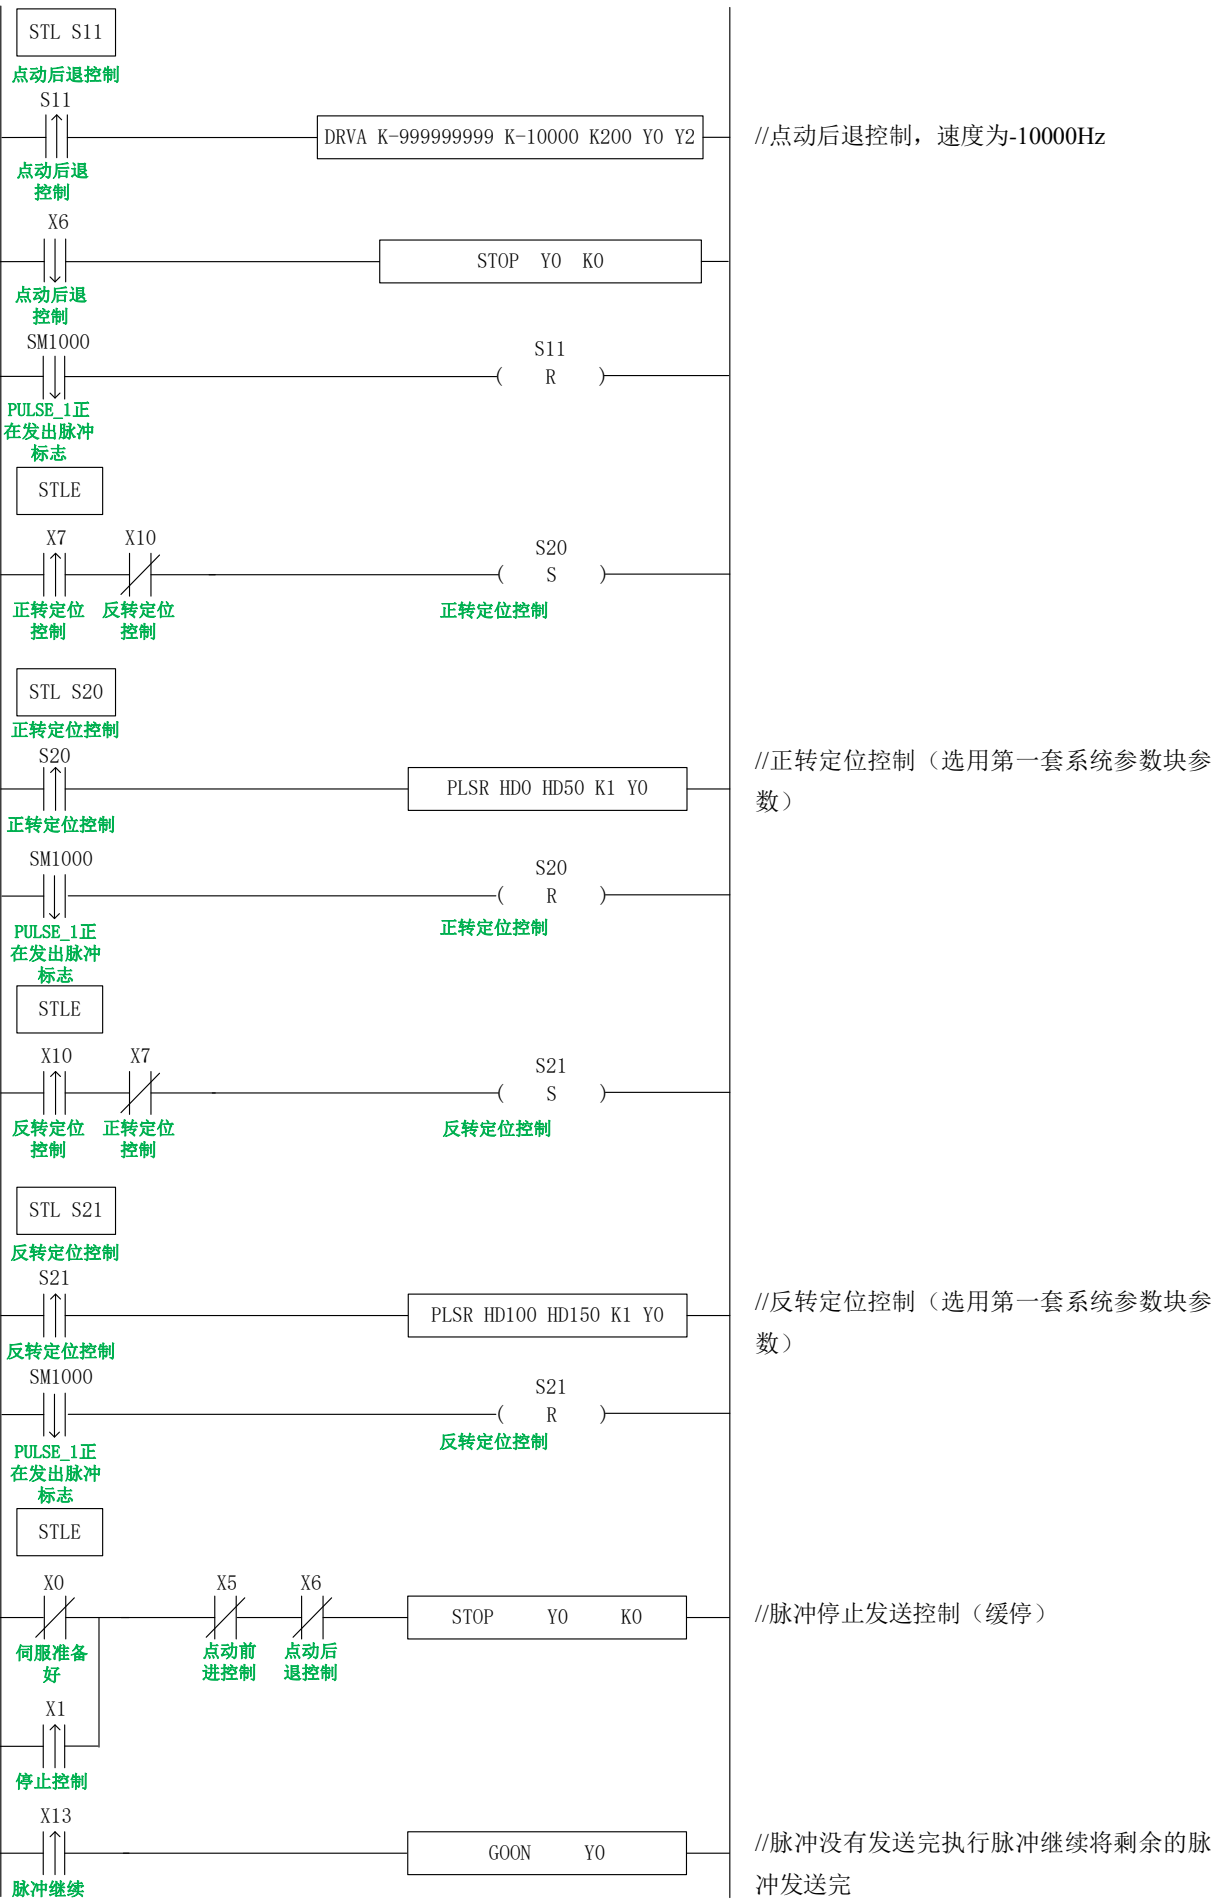 STL S11
点动后退控制
S11
DRVA K-999999999 K-10000 K200 Y0 Y2
//点动后退控制，速度为-10000Hz
点动后退
控制
X6
STOP Y0 K0
点动后退
控制
SM1000
S11
( R )
PULSE_1正
在发出脉冲
标志
STLE
X7 X10
S20
( S )
正转定位 反转定位 正转定位控制
控制 控制
STL S20
正转定位控制
S20
PLSR HD0 HD50 K1 Y0
//正转定位控制（选用第一套系统参数块参
数）
正转定位控制
SM1000
S20
( R )
正转定位控制
PULSE_1正
在发出脉冲
标志
STLE
X10 X7
S21
( S )
反转定位 正转定位 反转定位控制
控制 控制
STL S21
反转定位控制
S21
PLSR HD100 HD150 K1 Y0
//反转定位控制（选用第一套系统参数块参
数）
反转定位控制
SM1000
S21
( R )
反转定位控制
PULSE_1正
在发出脉冲
标志
STLE
X0 X5 X6
STOP Y0 K0
//脉冲停止发送控制（缓停）
伺服准备 点动前 点动后
好 进控制 退控制
X1
停止控制
X13
GOON Y0
//脉冲没有发送完执行脉冲继续将剩余的脉
冲发送完
脉冲继续